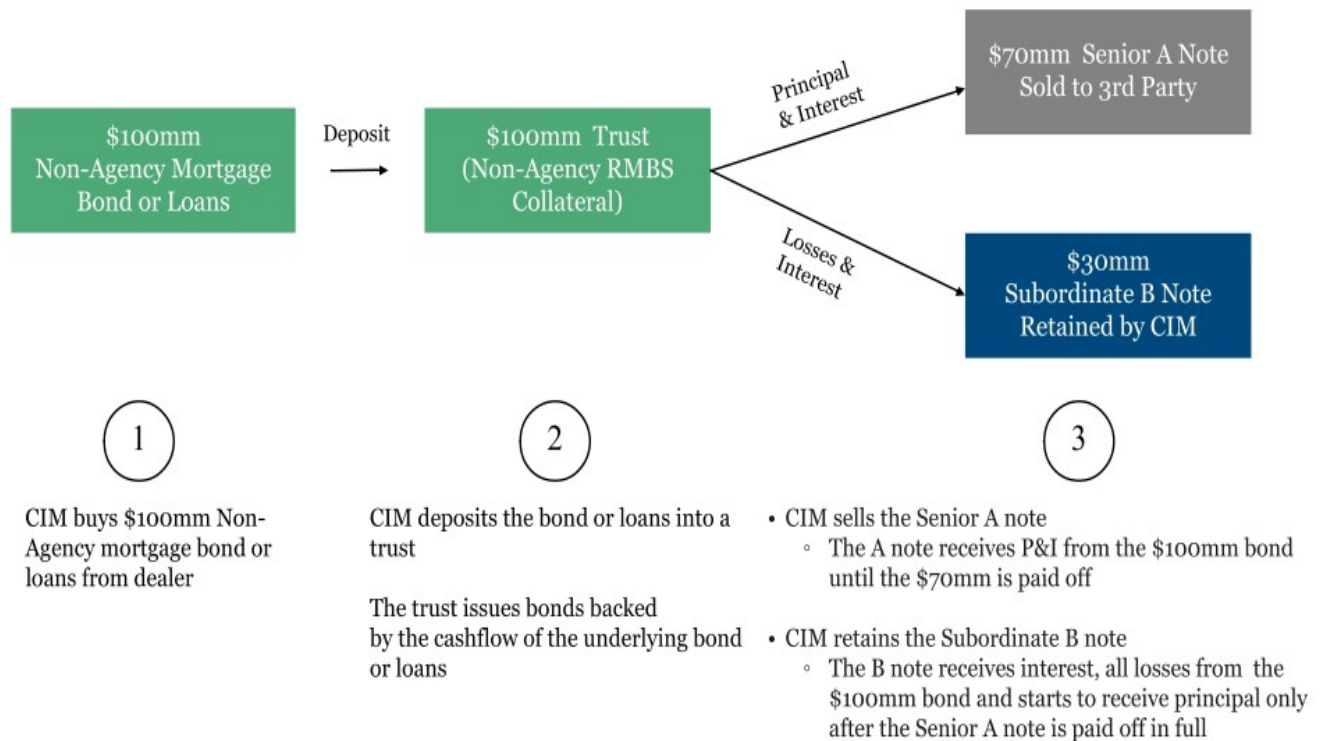 $100mm
Non-Agency Mortgage
Bond or Loans
Deposit
$100mm Trust
(Non-Agency RMBS
Collateral)
Principal
& Interest
Losses &
Interest
$70mm Senior A Note
Sold to 3rd Party
$30mm
Subordinate B Note
Retained by CIM
1
2
3
CIM buys $100mm Non-
Agency mortgage bond or
loans from dealer
CIM deposits the bond or loans into a
trust
The trust issues bonds backed
by the cashflow of the underlying bond
or loans
• CIM sells the Senior A note
◦ The A note receives P&I from the $100mm bond
until the $70mm is paid off
• CIM retains the Subordinate B note
◦ The B note receives interest, all losses from the
$100mm bond and starts to receive principal only
after the Senior A note is paid off in full